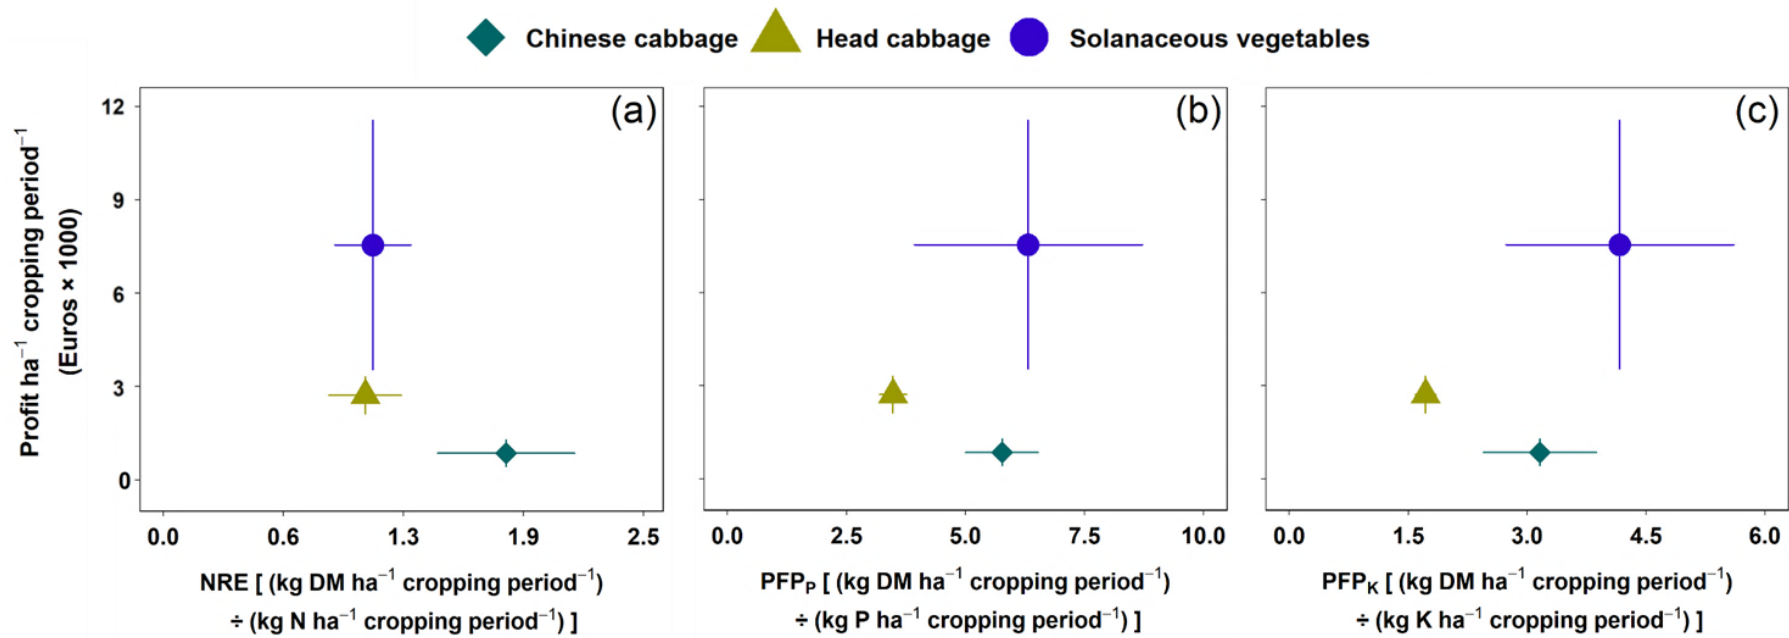 Chinese cabbage Head cabbage Solanaceous vegetables
Profit ha⁻¹ cropping period⁻¹
(Euros × 1000)
12
9
6
3
0
(a)
0.0 0.6 1.3 1.9 2.5
NRE [ (kg DM ha⁻¹ cropping period⁻¹)
÷ (kg N ha⁻¹ cropping period⁻¹) ]
(b)
0.0 2.5 5.0 7.5 10.0
PFPₚ [ (kg DM ha⁻¹ cropping period⁻¹)
÷ (kg P ha⁻¹ cropping period⁻¹) ]
(c)
0.0 1.5 3.0 4.5 6.0
PFPK [ (kg DM ha⁻¹ cropping period⁻¹)
÷ (kg K ha⁻¹ cropping period⁻¹) ]